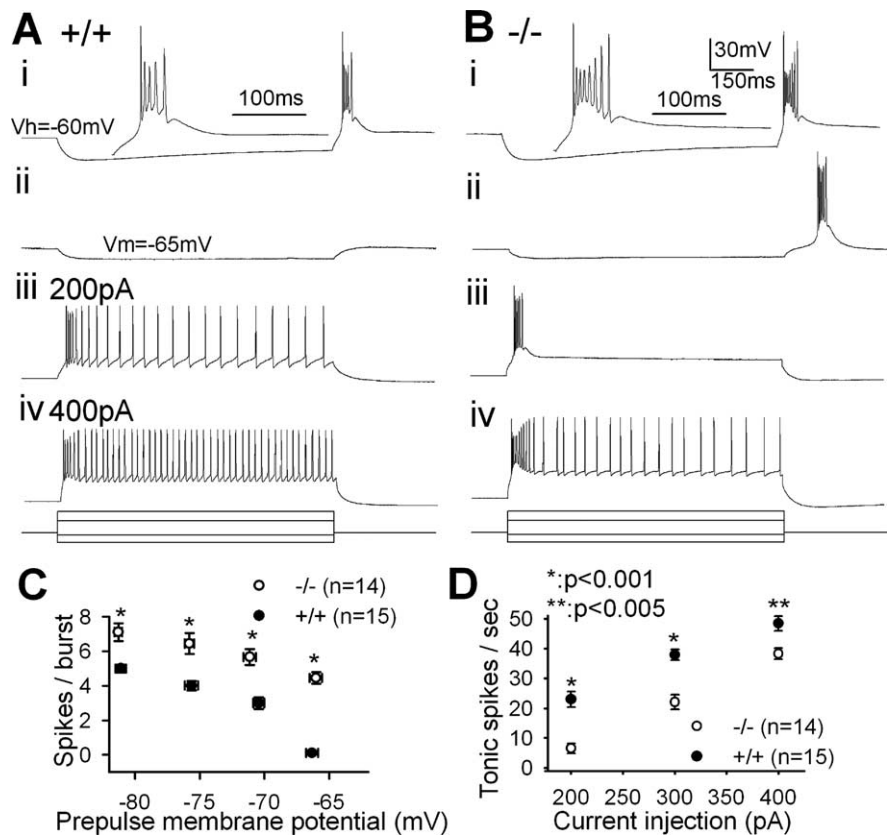 A +/+
i
100ms
Vh=-60mV
ii
Vm=-65mV
iii 200pA
iv 400pA
B -/-
i
30mV
150ms
100ms
ii
iii
iv
C
-/- (n=14)
+/+ (n=15)
8
6
4
2
0
* * * *
Spikes / burst
-80 -75 -70 -65
Prepulse membrane potential (mV)
D
*:p<0.001
**:p<0.005
50
40
30
20
10
0
* * **
Tonic spikes / sec
-/- (n=14)
+/+ (n=15)
200 250 300 350 400
Current injection (pA)